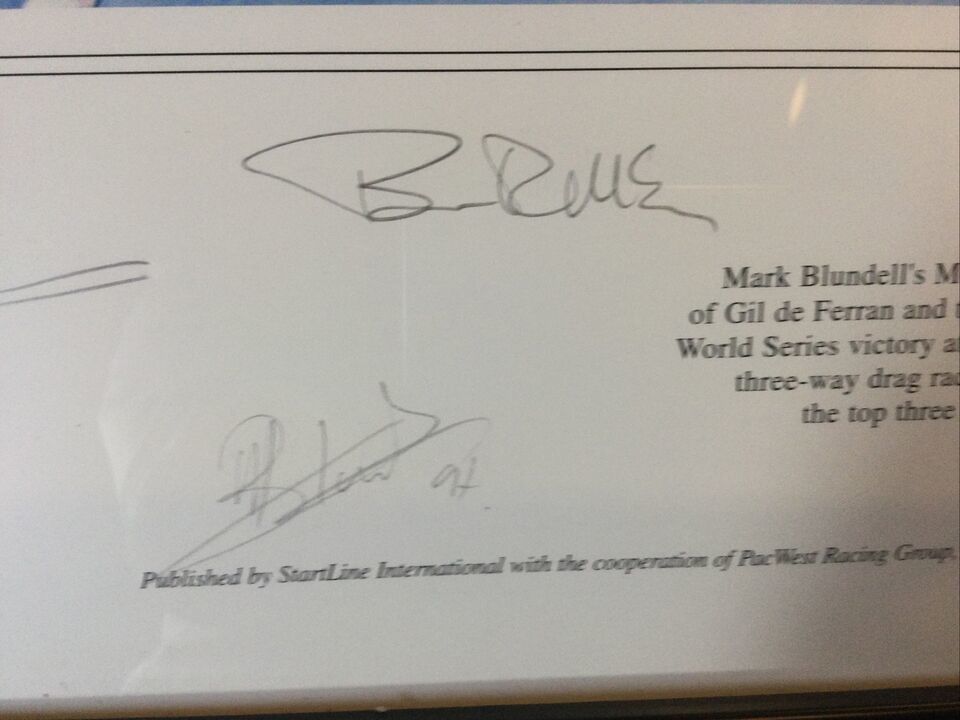 Mark Blundell's M
of Gil de Ferran and t
World Series victory a
three-way drag rac
the top three
Published by StartLine International with the cooperation of PacWest Racing Group,